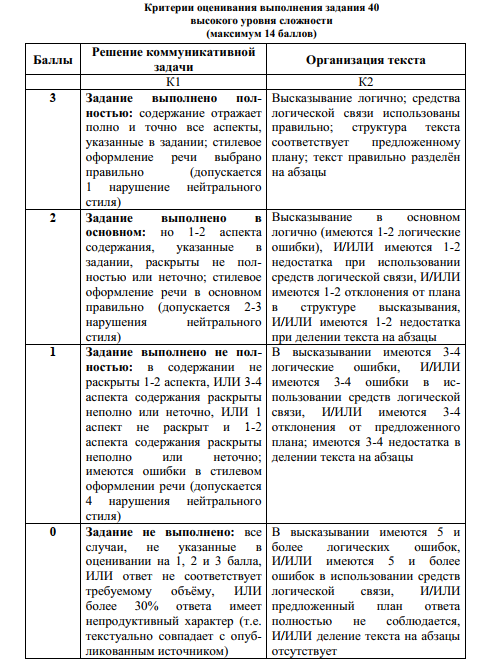 Критерии оценивания выполнения задания 40
высокого уровня сложности
(максимум 14 баллов)
Баллы
Решение коммуникативной
задачи
Организация текста
К1
К2
3
Задание выполнено пол-
ностью: содержание отражает
полно и точно все аспекты,
указанные в задании; стилевое
оформление речи выбрано
правильно (допускается
1 нарушение нейтрального
стиля)
Высказывание логично; средства
логической связи использованы
правильно; структура текста
соответствует предложенному
плану; текст правильно разделён
на абзацы
2
Задание выполнено в
основном: но 1-2 аспекта
содержания, указанные в
задании, раскрыты не пол-
ностью или неточно; стилевое
оформление речи в основном
правильно (допускается 2-3
нарушения нейтрального
стиля)
Высказывание в основном
логично (имеются 1-2 логические
ошибки), И/ИЛИ имеются 1-2
недостатка при использовании
средств логической связи, И/ИЛИ
имеются 1-2 отклонения от плана
в структуре высказывания,
И/ИЛИ имеются 1-2 недостатка
при делении текста на абзацы
1
Задание выполнено не пол-
ностью: в содержании не
раскрыты 1-2 аспекта, ИЛИ 3-4
аспекта содержания раскрыты
неполно или неточно, ИЛИ 1
аспект не раскрыт и 1-2
аспекта содержания раскрыты
неполно или неточно;
имеются ошибки в стилевом
оформлении речи (допускается
4 нарушения нейтрального
стиля)
В высказывании имеются 3-4
логические ошибки, И/ИЛИ
имеются 3-4 ошибки в ис-
пользовании средств логической
связи, И/ИЛИ имеются 3-4
отклонения от предложенного
плана; имеются 3-4 недостатка в
делении текста на абзацы
0
Задание не выполнено: все
случаи, не указанные в
оценивании на 1, 2 и 3 балла,
ИЛИ ответ не соответствует
требуемому объёму, ИЛИ
более 30% ответа имеет
непродуктивный характер (т.е.
текстуально совпадает с опуб-
ликованным источником)
В высказывании имеются 5 и
более логических ошибок,
И/ИЛИ имеются 5 и более
ошибок в использовании средств
логической связи, И/ИЛИ
предложенный план ответа
полностью не соблюдается,
И/ИЛИ деление текста на абзацы
отсутствует